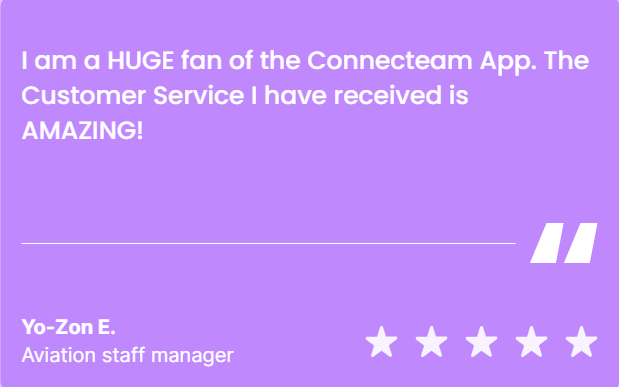 I am a HUGE fan of the Connecteam App. The
Customer Service I have received is
AMAZING!
Yo-Zon E.
Aviation staff manager